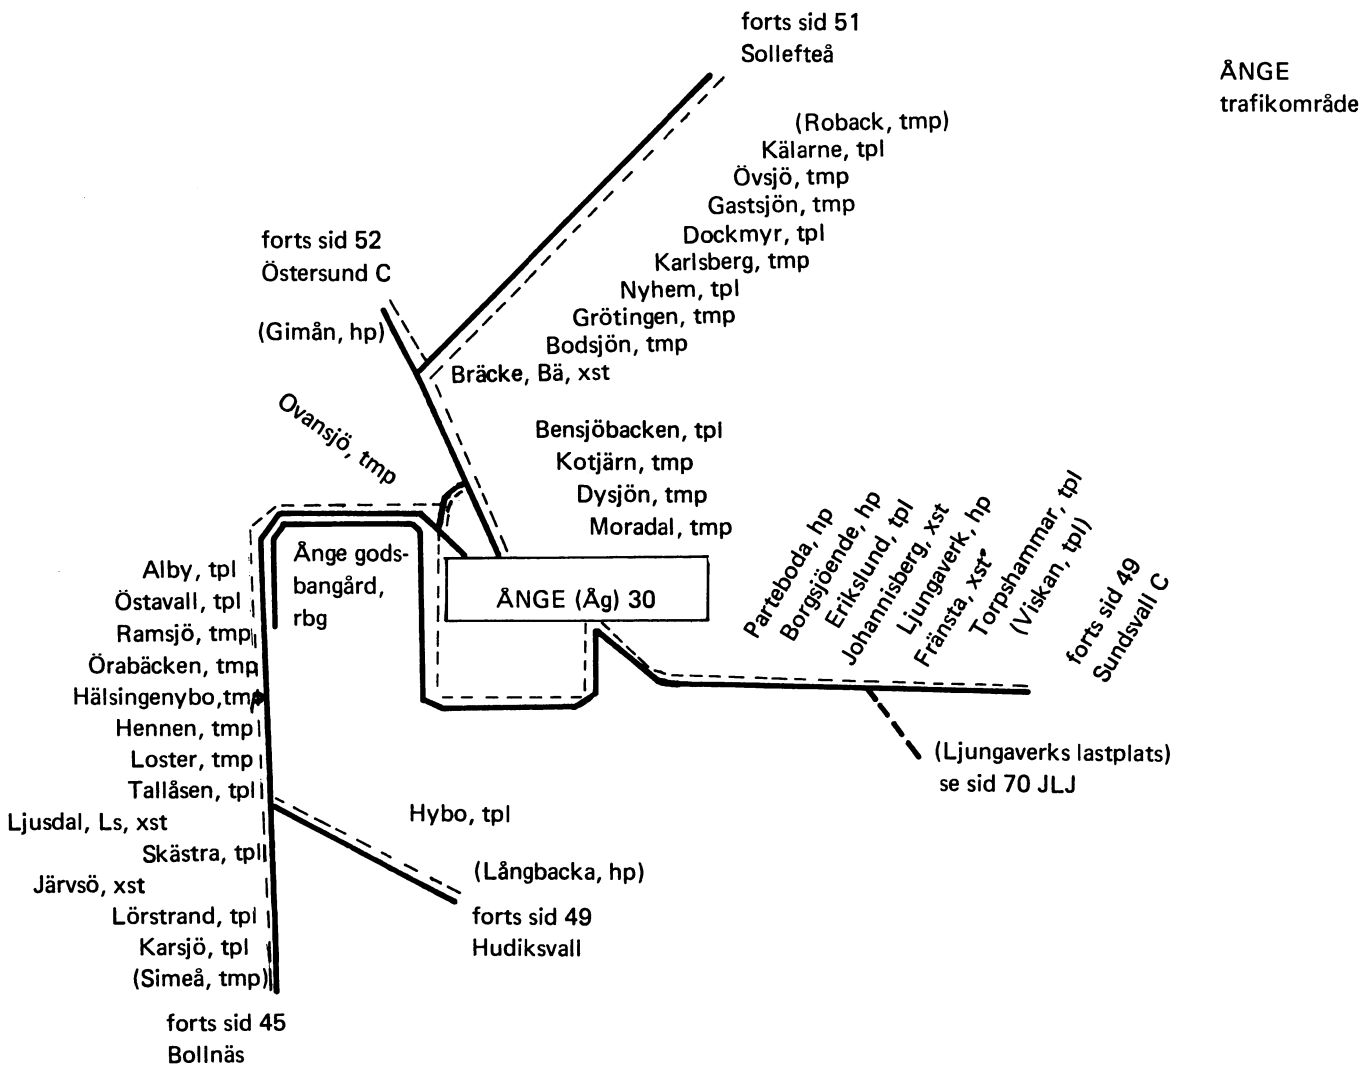 forts sid 51
Sollefteå
ÅNGE
trafikområde
(Roback, tmp)
Kälarne, tpl
Övsjö, tmp
Gastsjön, tmp
Dockmyr, tpl
Karlsberg, tmp
Nyhem, tpl
Grötingen, tmp
Bodsjön, tmp
Bräcke, Bä, xst
forts sid 52
Östersund C
(Gimån, hp)
Ovansjö, tmp
Bensjöbacken, tpl
Kotjärn, tmp
Dysjön, tmp
Moradal, tmp
Ånge gods-
bangård,
rbg
ÅNGE (Åg) 30
Parteboda, hp
Borgsjöende, hp
Erikslund, tpl
Johannisberg, xst
Ljungaverk, hp
Fränsta, xst
Torpshammar, tpl
(Viskan, tpl)
forts sid 49
Sundsvall C
(Ljungaverks lastplats)
se sid 70 JLJ
Alby, tpl
Östavall, tpl
Ramsjö, tmp
Örabäcken, tmp
Hälsingenybo,tmp
Hennen, tmp
Loster, tmp
Tallåsen, tpl
Ljusdal, Ls, xst
Skästra, tpl
Järvsö, xst
Lörstrand, tpl
Karsjö, tpl
(Simeå, tmp)
forts sid 45
Bollnäs
Hybo, tpl
(Långbacka, hp)
forts sid 49
Hudiksvall